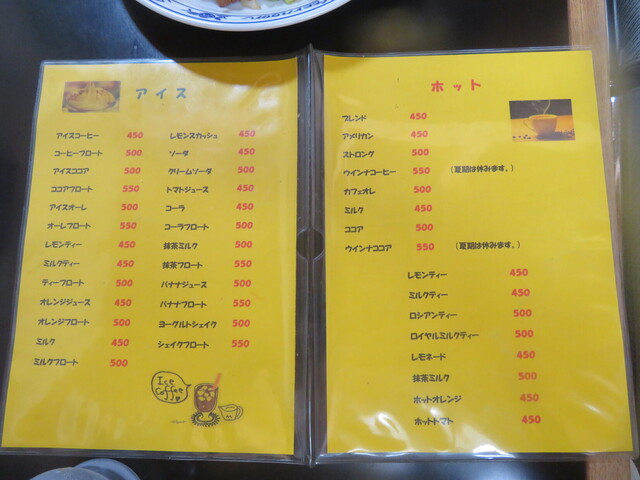 アイス
アイスコーヒー 450
コーヒーフロート 500
アイスココア 500
ココアフロート 550
アイスオーレ 500
オーレフロート 550
レモンティー 450
ミルクティー 450
ティーフロート 500
オレンジジュース 450
オレンジフロート 500
ミルク 450
ミルクフロート 500
レモンスカッシュ 450
ソーダ 450
クリームソーダ 500
トマトジュース 450
コーラ 450
コーラフロート 500
抹茶ミルク 500
抹茶フロート 550
バナナジュース 500
バナナフロート 550
ヨーグルトシェイク 500
シェイクフロート 550
Ice
Coffee
ホット
ブレンド 450
アメリカン 450
ストロング 500
ウインナコーヒー 550 (夏期は休みます。)
カフェオレ 500
ミルク 450
ココア 500
ウインナココア 550 (夏期は休みます。)
レモンティー 450
ミルクティー 450
ロシアンティー 500
ロイヤルミルクティー 500
レモネード 450
抹茶ミルク 500
ホットオレンジ 450
ホットトマト 450